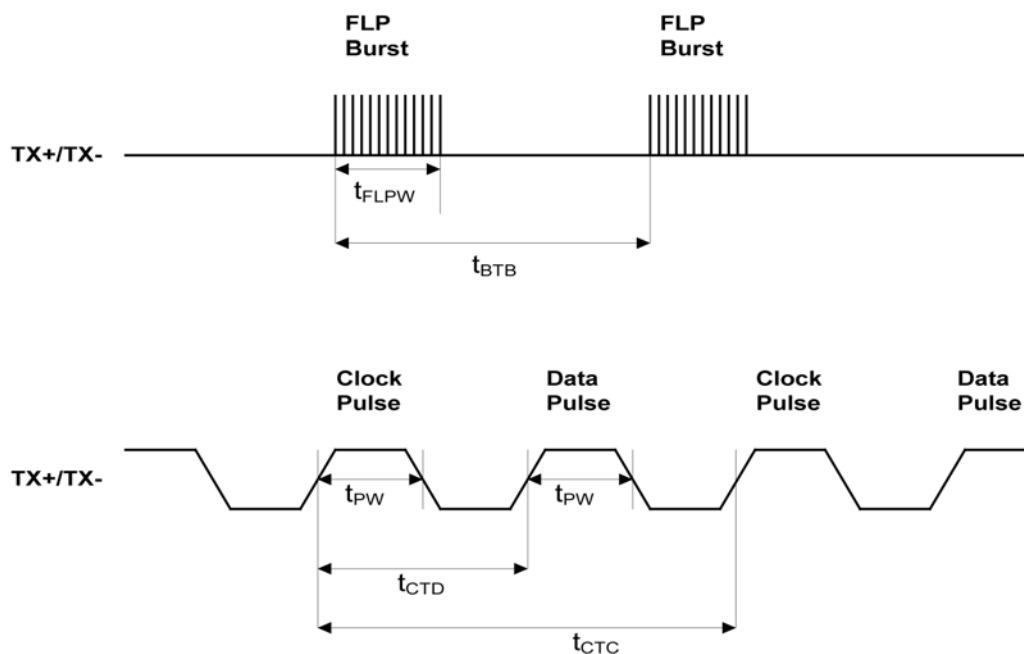 FLP
Burst
FLP
Burst
TX+/TX-
tFLPW
tBTB
Clock
Pulse
Data
Pulse
Clock
Pulse
Data
Pulse
TX+/TX-
tPW
tPW
tCTD
tCTC